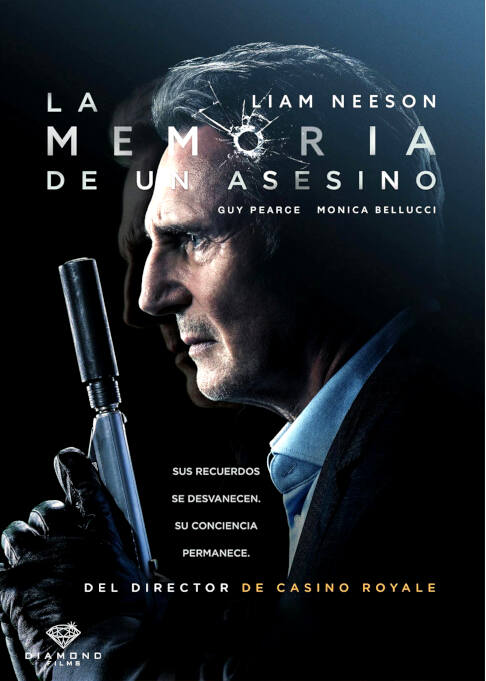 LA
LIAM NEESON
MEMORIA
DE UN ASESINO
GUY PEARCE MONICA BELLUCCI
SUS RECUERDOS
SE DESVANECEN.
SU CONCIENCIA
PERMANECE.
DEL DIRECTOR DE CASINO ROYALE
DIAMOND
FILMS